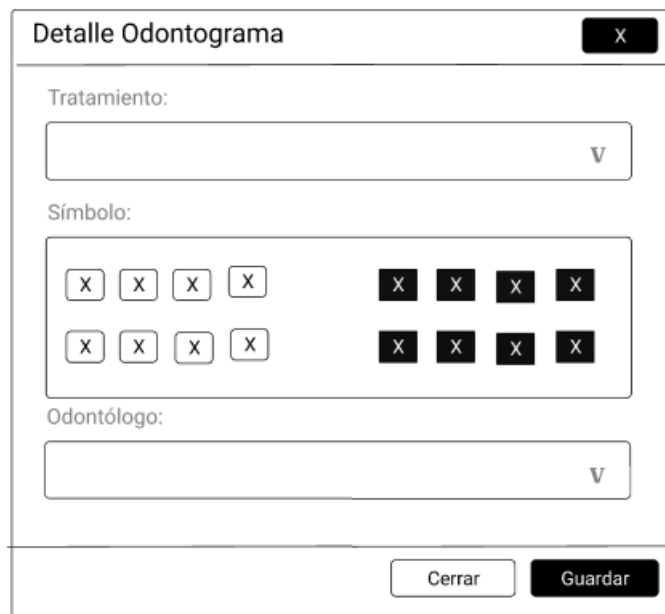 Detalle Odontograma X
Tratamiento:
v
Símbolo:
X X X X X X X X
X X X X X X X X
Odontólogo:
v
Cerrar Guardar